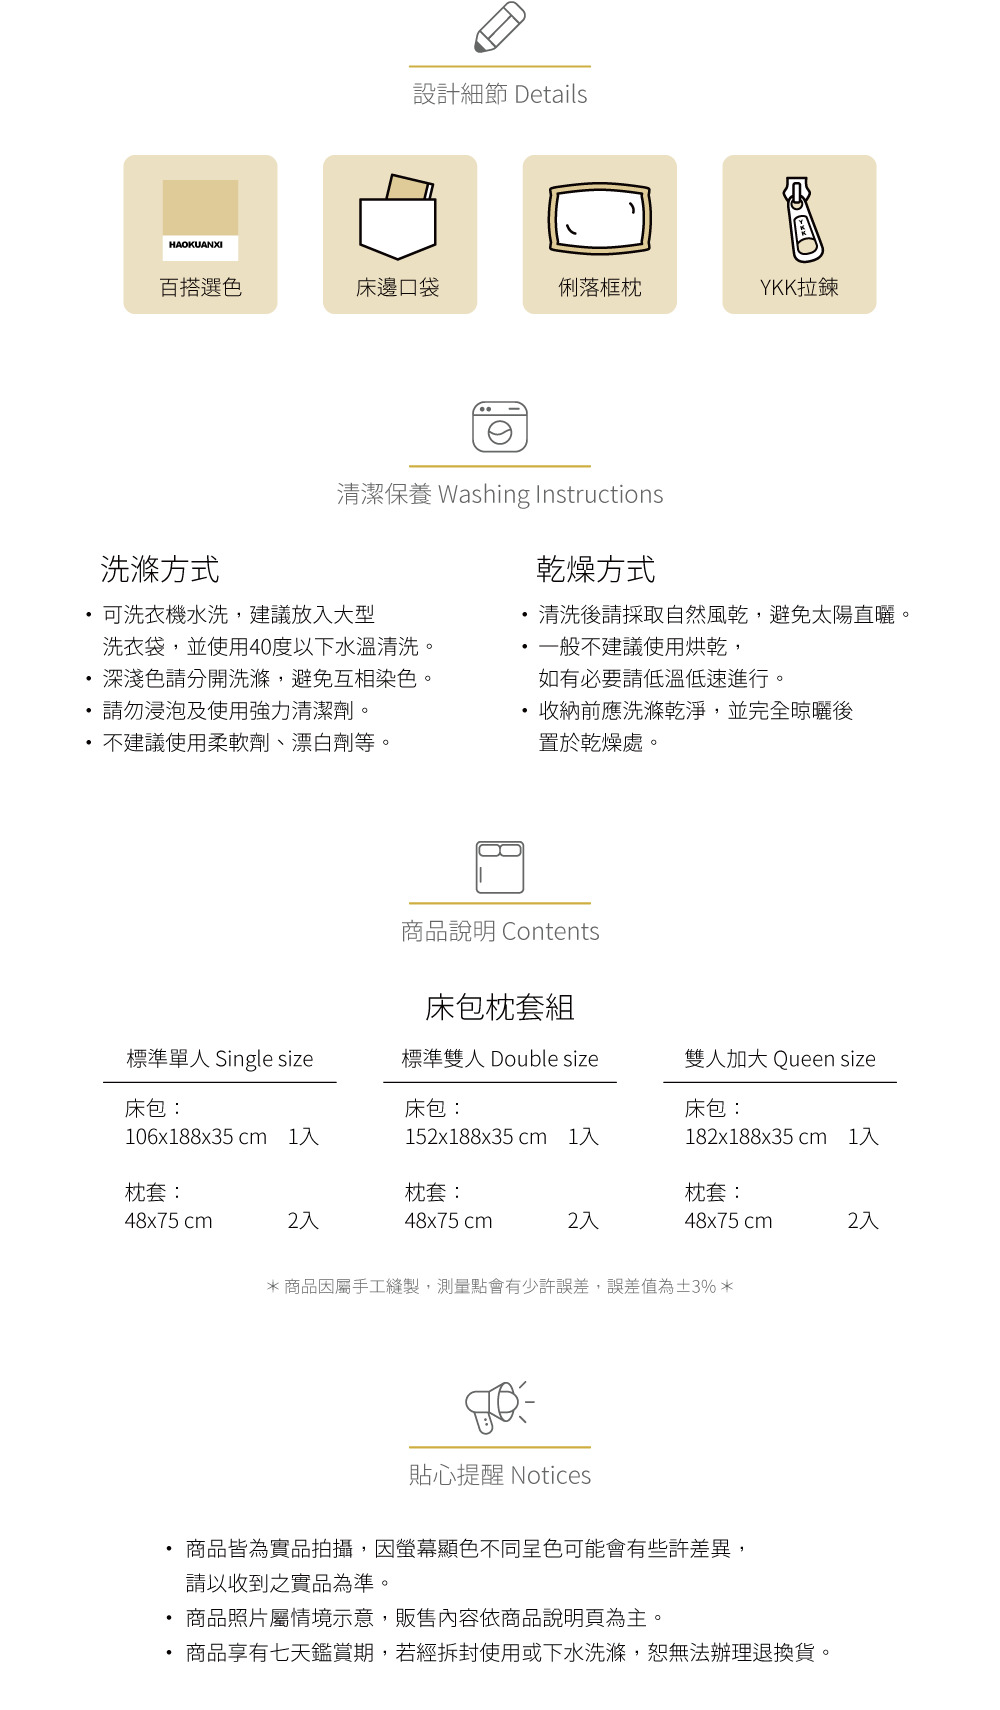 設計細節 Details
HAOKUANXI
YKK
百搭選色
床邊口袋
俐落框枕
YKK拉鍊
清潔保養 Washing Instructions
洗滌方式
• 可洗衣機水洗，建議放入大型
洗衣袋，並使用40度以下水溫清洗。
• 深淺色請分開洗滌，避免互相染色。
• 請勿浸泡及使用強力清潔劑。
• 不建議使用柔軟劑、漂白劑等。
乾燥方式
• 清洗後請採取自然風乾，避免太陽直曬。
• 一般不建議使用烘乾，
如有必要請低溫低速進行。
• 收納前應洗滌乾淨，並完全晾曬後
置於乾燥處。
商品說明 Contents
床包枕套組
標準單人 Single size
床包：
106x188x35 cm 1入
枕套：
48x75 cm 2入
標準雙人 Double size
床包：
152x188x35 cm 1入
枕套：
48x75 cm 2入
雙人加大 Queen size
床包：
182x188x35 cm 1入
枕套：
48x75 cm 2入
＊商品因屬手工縫製，測量點會有少許誤差，誤差值為±3%＊
貼心提醒 Notices
• 商品皆為實品拍攝，因螢幕顯色不同呈色可能會有些許差異，
請以收到之實品為準。
• 商品照片屬情境示意，販售內容依商品說明頁為主。
• 商品享有七天鑑賞期，若經拆封使用或下水洗滌，恕無法辦理退換貨。